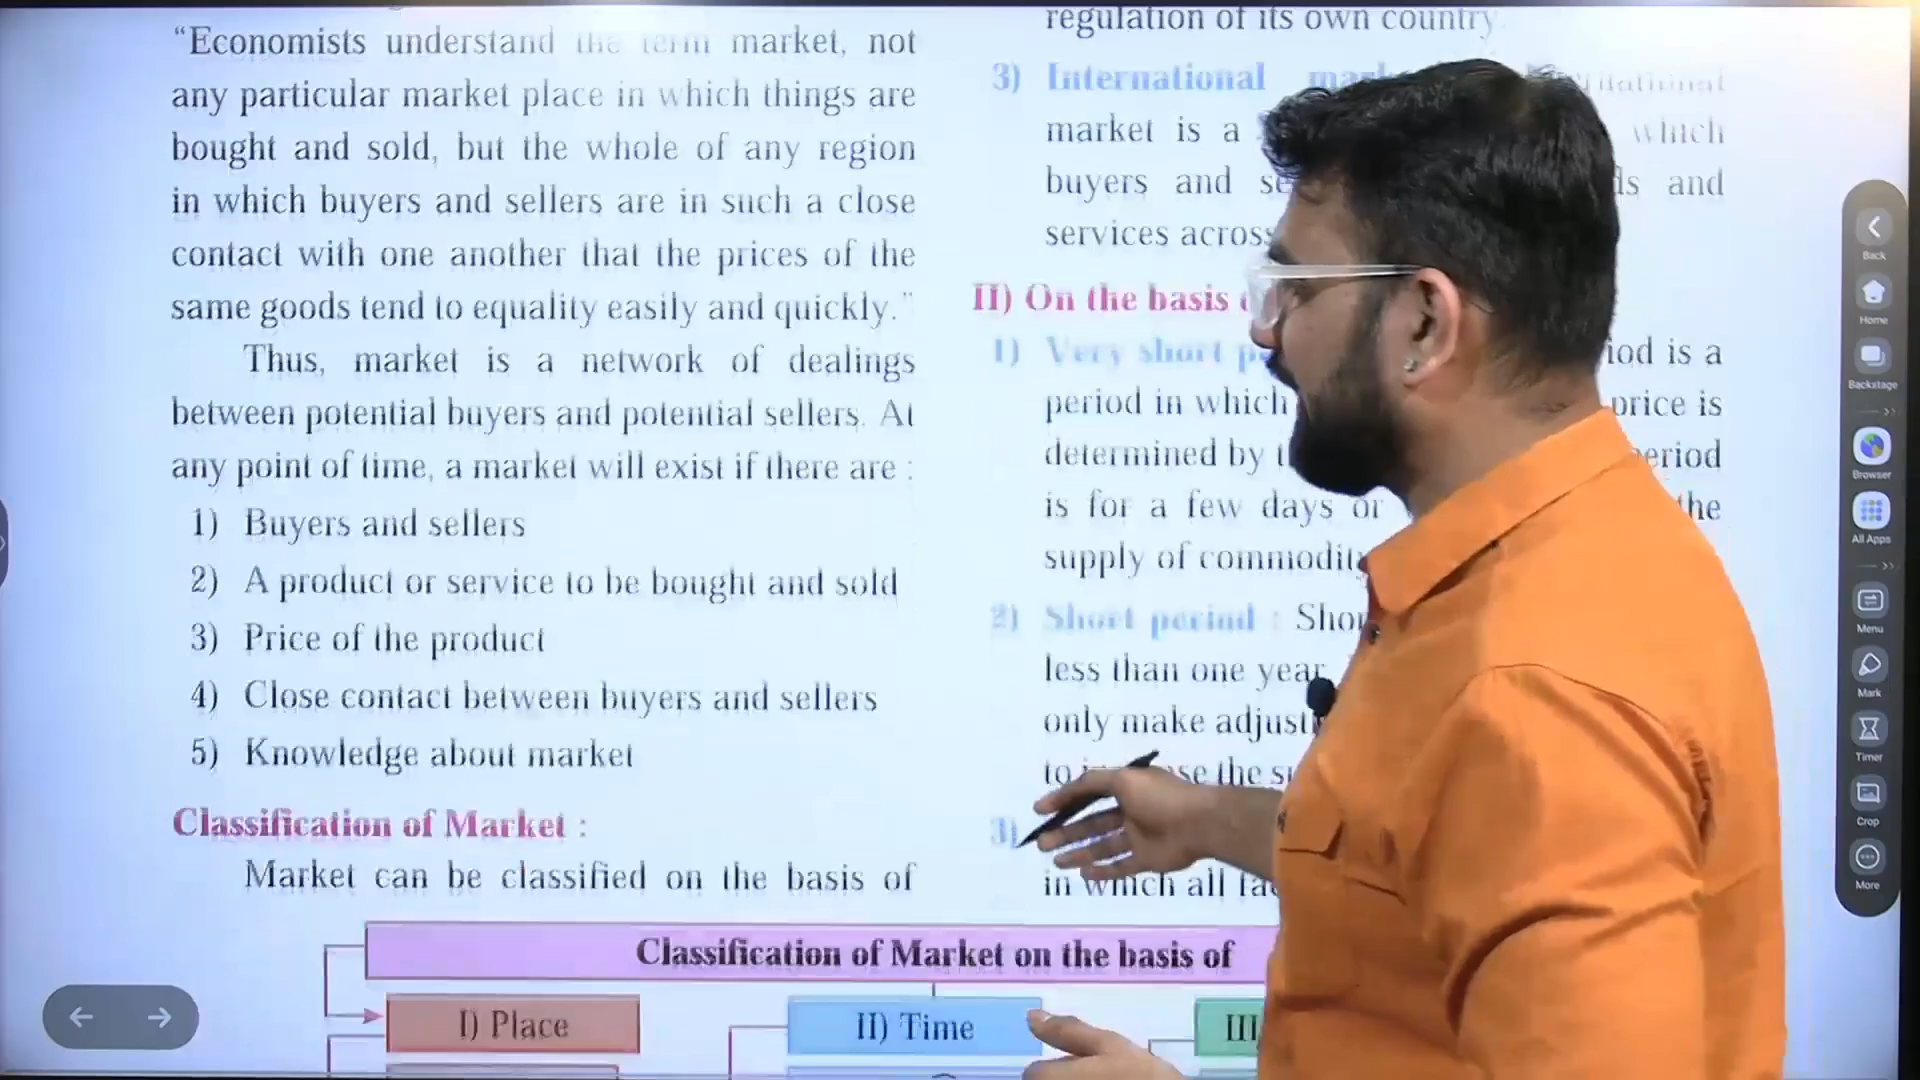 “Economists understand the term market, not
any particular market place in which things are
bought and sold, but the whole of any region
in which buyers and sellers are in such a close
contact with one another that the prices of the
same goods tend to equality easily and quickly.”
Thus, market is a network of dealings
between potential buyers and potential sellers. At
any point of time, a market will exist if there are :
1) Buyers and sellers
2) A product or service to be bought and sold
3) Price of the product
4) Close contact between buyers and sellers
5) Knowledge about market
Classification of Market :
Market can be classified on the basis of
regulation of its own country.
3) International
market is a which
buyers and and
services across
II) On the basis
1) Very short is a
period in which price is
determined by
is for a few days or the
supply of commodity
2) Short period :
less than one year.
only make
to the
3)
in which all
Classification of Market on the basis of
I) Place
II) Time
III
Back
Home
Backstage
Browser
All Apps
Menu
Mark
Timer
Crop
More